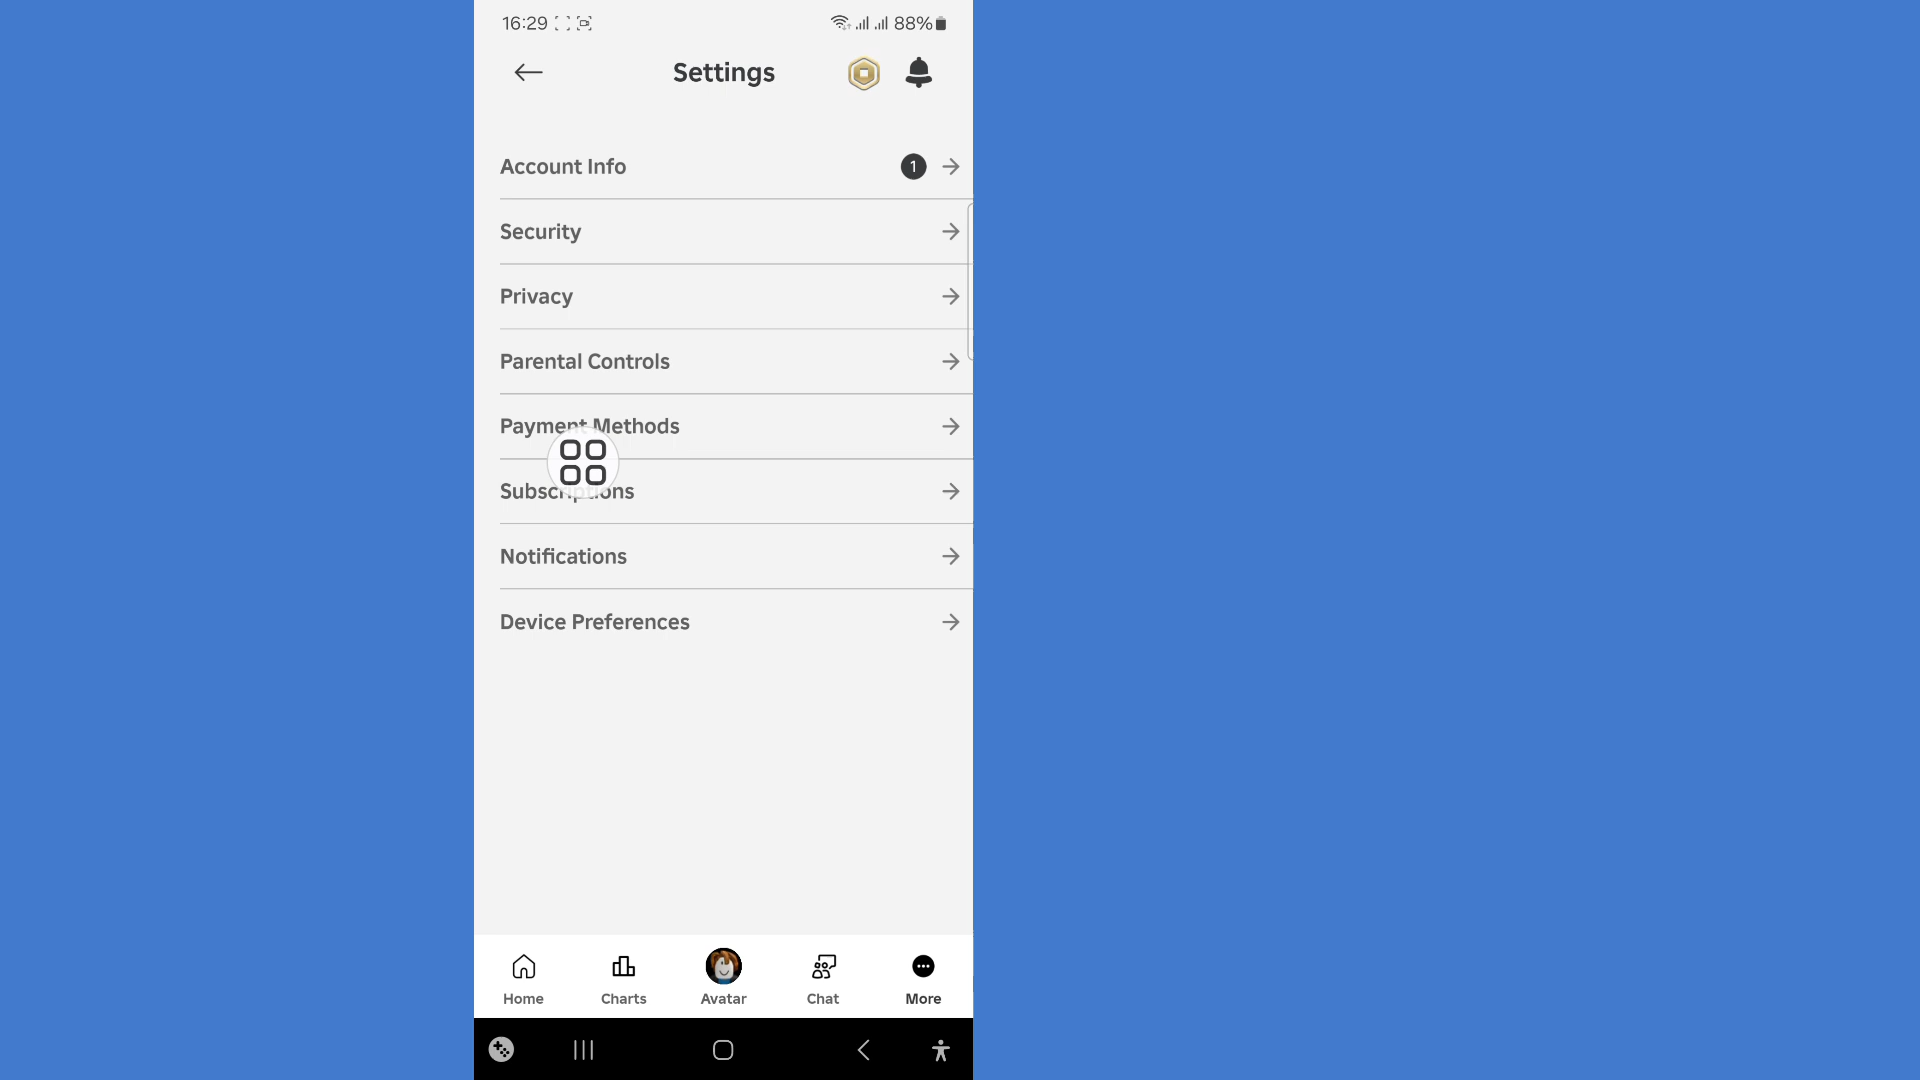 16:29 88%
Settings
Account Info 1
Security
Privacy
Parental Controls
Payment Methods
Subscriptions
Notifications
Device Preferences
Home Charts Avatar Chat More